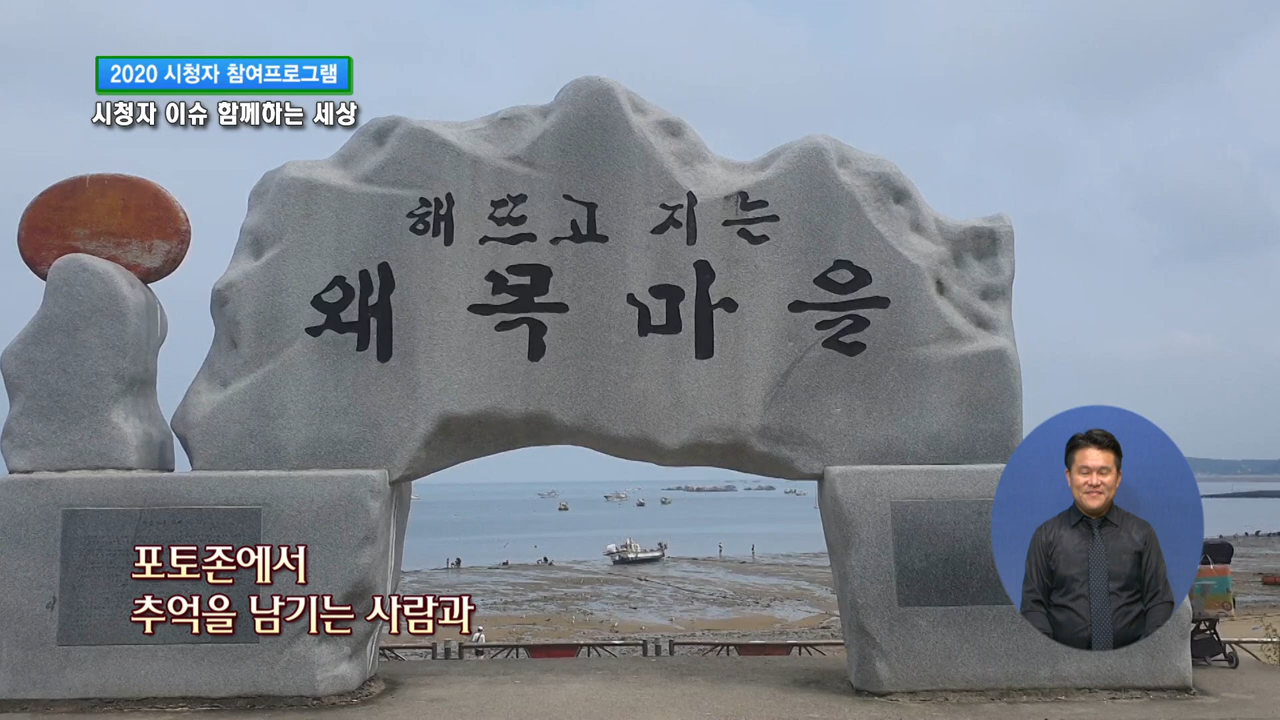 2020 시청자 참여프로그램
시청자 이슈 함께하는 세상
해 뜨고 지는
왜목마을
포토존에서
추억을 남기는 사람과